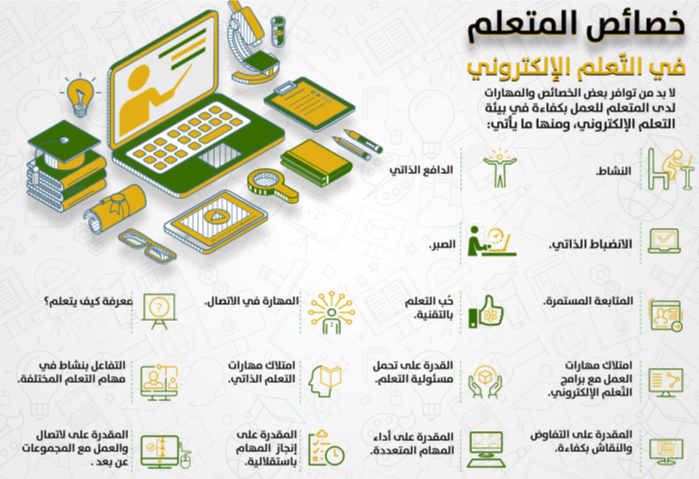 خصائص المتعلم
في التّعلم الإلكتروني
لا بد من توافر بعض الخصائص والمهارات
لدى المتعلم للعمل بكفاءة في بيئة
التعلم الإلكتروني، ومنها ما يأتي:
النشاط.
الدافع الذاتي
الانضباط الذاتي.
الصبر.
المتابعة المستمرة.
حُب التعلم
بالتقنية.
المهارة في الاتصال.
معرفة كيف يتعلم؟
امتلاك مهارات
العمل مع برامج
التّعلم الإلكتروني.
القدرة على تحمل
مسئولية التعلم.
امتلاك مهارات
التعلم الذاتي.
التفاعل بنشاط في
مهام التعلم المختلفة.
المقدرة على التفاوض
والنقاش بكفاءة.
المقدرة على أداء
المهام المتعددة.
المقدرة على
إنجاز المهام
باستقلالية.
المقدرة على لاتصال
والعمل مع المجموعات
عن بعد .